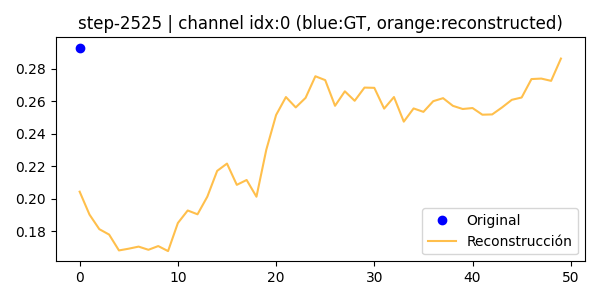 step-2525 | channel idx:0 (blue:GT, orange:reconstructed)
0.28
0.26
0.24
0.22
0.20
0.18
0 10 20 30 40 50
Original
Reconstrucción